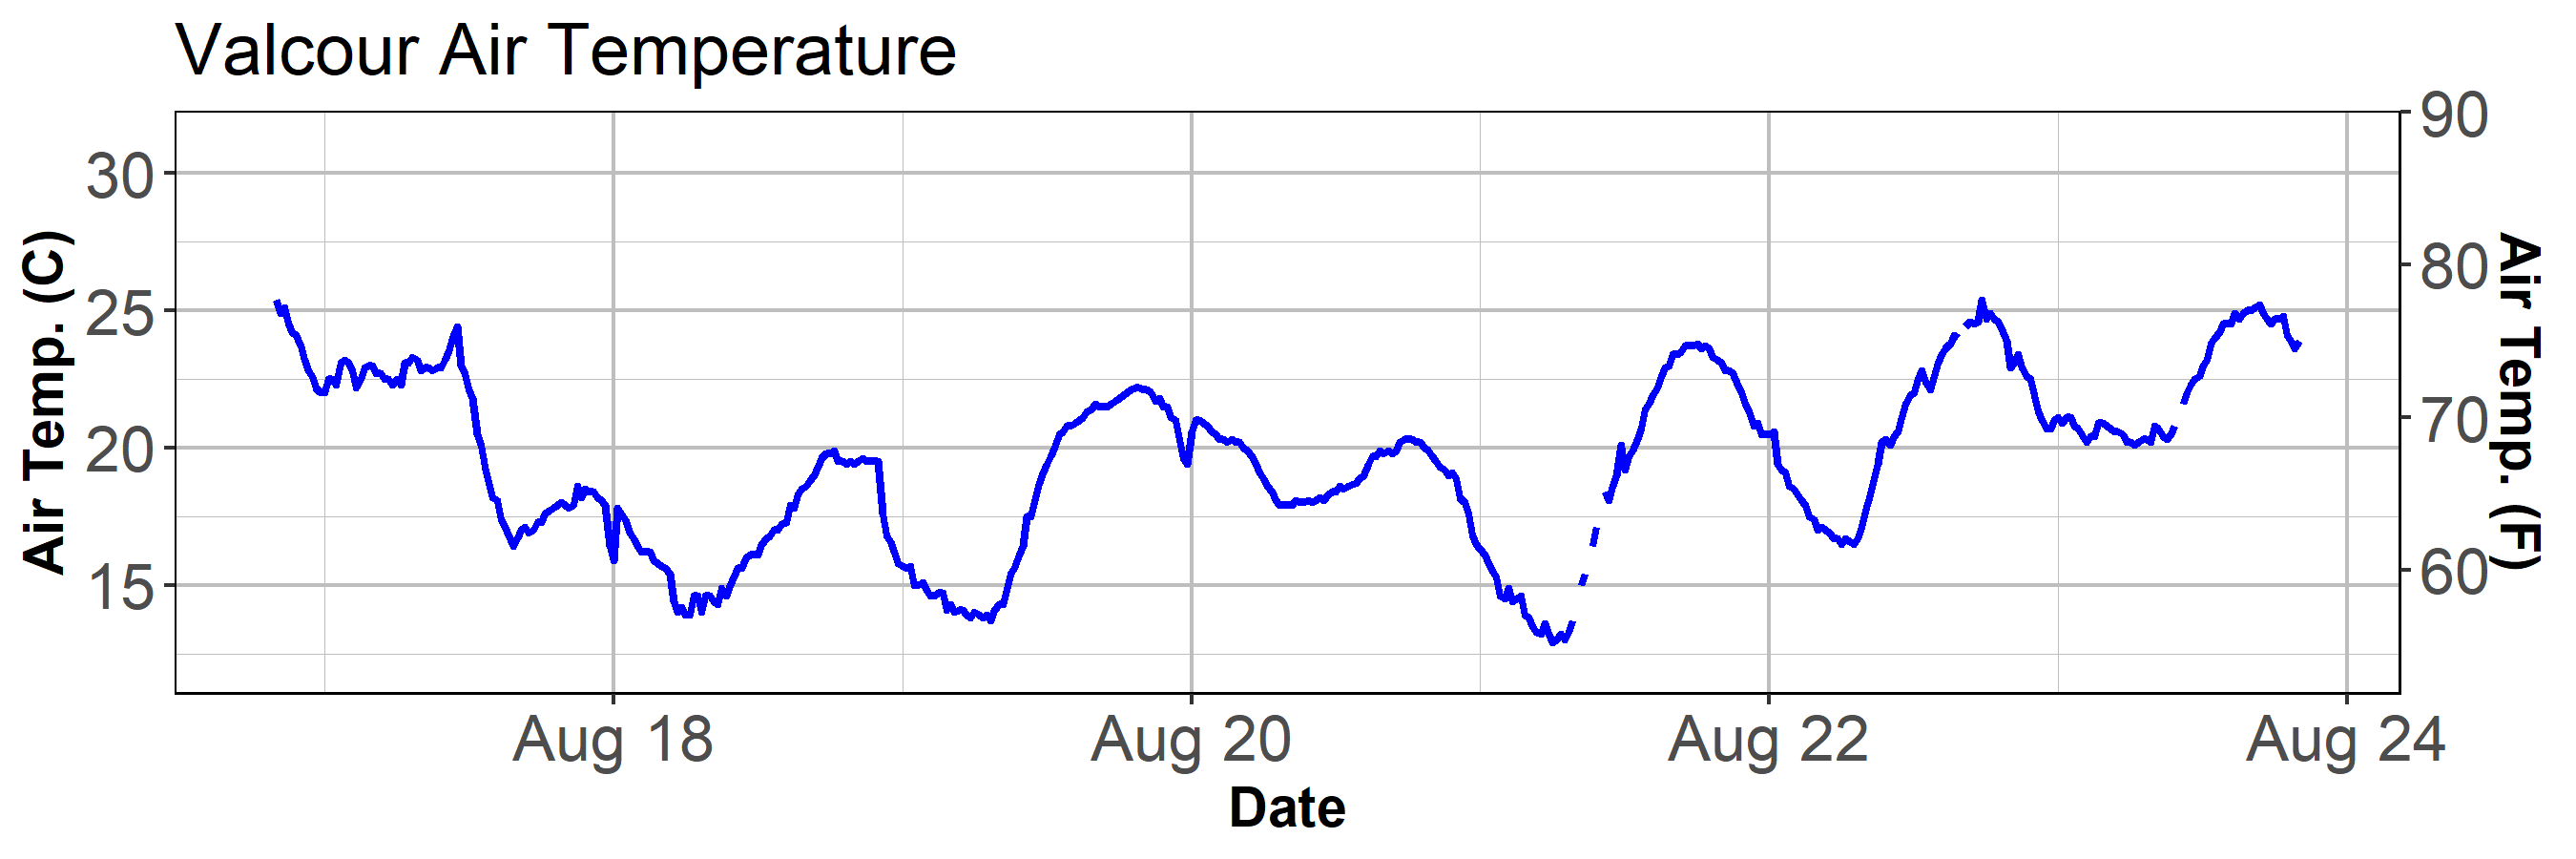 Valcour Air Temperature
Air Temp. (C)
30
25
20
15
90
80
70
60
Air Temp. (F)
Aug 18
Aug 20
Aug 22
Aug 24
Date